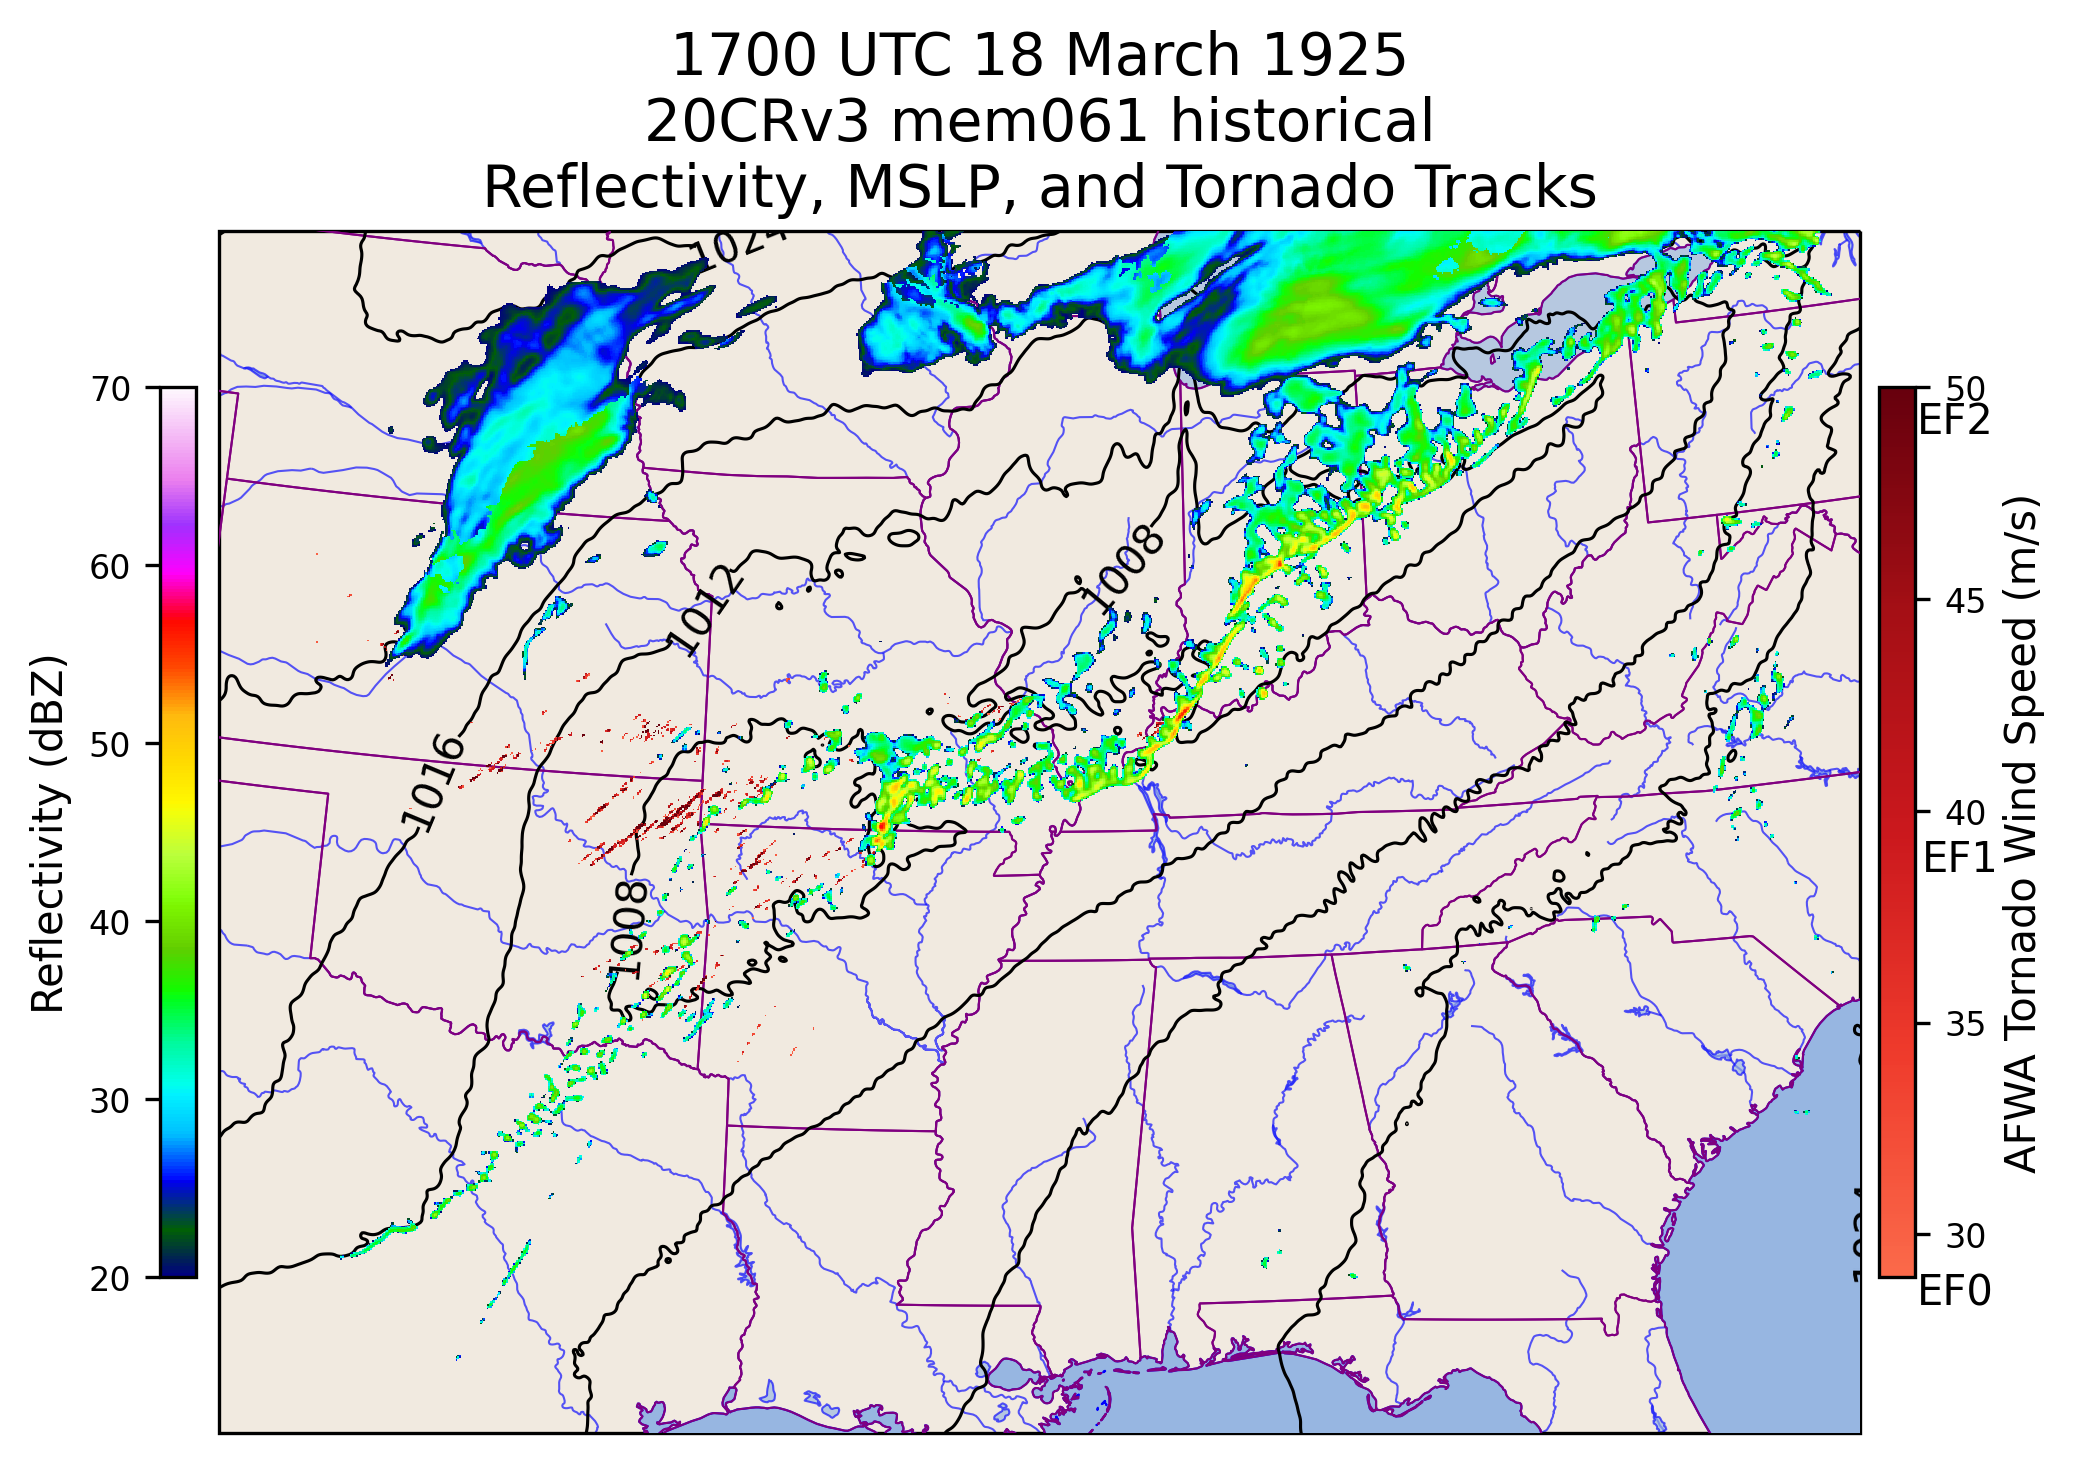 1700 UTC 18 March 1925
20CRv3 mem061 historical
Reflectivity, MSLP, and Tornado Tracks
1024
70
60
50
40
30
20
Reflectivity (dBZ)
1008
1012
1016
1008
50
EF2
45
40
EF1
35
30
EF0
AFWA Tornado Wind Speed (m/s)